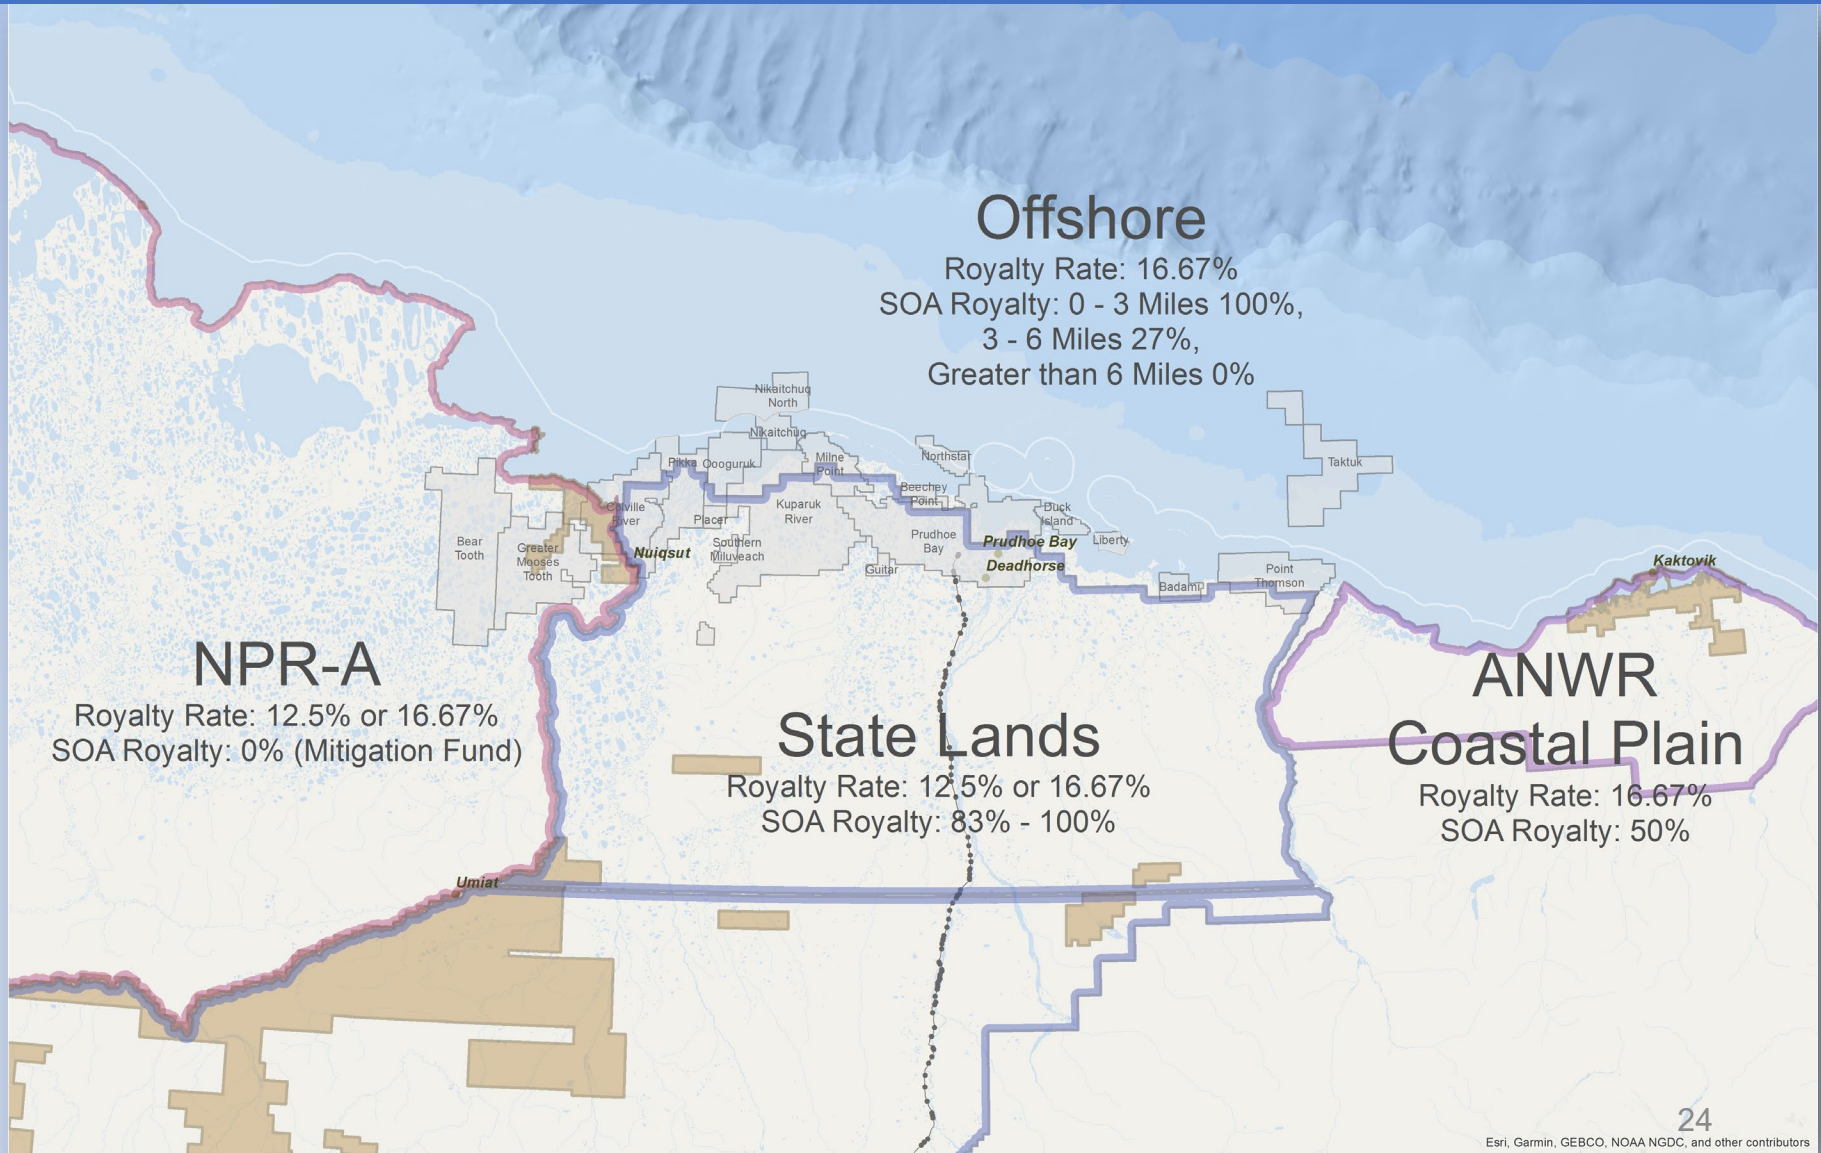 Offshore
Royalty Rate: 16.67%
SOA Royalty: 0 - 3 Miles 100%,
3 - 6 Miles 27%,
Greater than 6 Miles 0%
Nikaitchuq
North
Nikaitchuq
Pikka
Oooguruk
Milne
Point
Northstar
Taktuk
Beechey
Point
Colville
River
Placer
Kuparuk
River
Duck
Island
Bear
Tooth
Greater
Mooses
Tooth
Nuiqsut
Southern
Miluveach
Guitar
Prudhoe
Bay
Prudhoe Bay
Deadhorse
Liberty
Badami
Point
Thomson
Kaktovik
NPR-A
Royalty Rate: 12.5% or 16.67%
SOA Royalty: 0% (Mitigation Fund)
State Lands
Royalty Rate: 12.5% or 16.67%
SOA Royalty: 83% - 100%
ANWR
Coastal Plain
Royalty Rate: 16.67%
SOA Royalty: 50%
Umiat
24
Esri, Garmin, GEBCO, NOAA NGDC, and other contributors